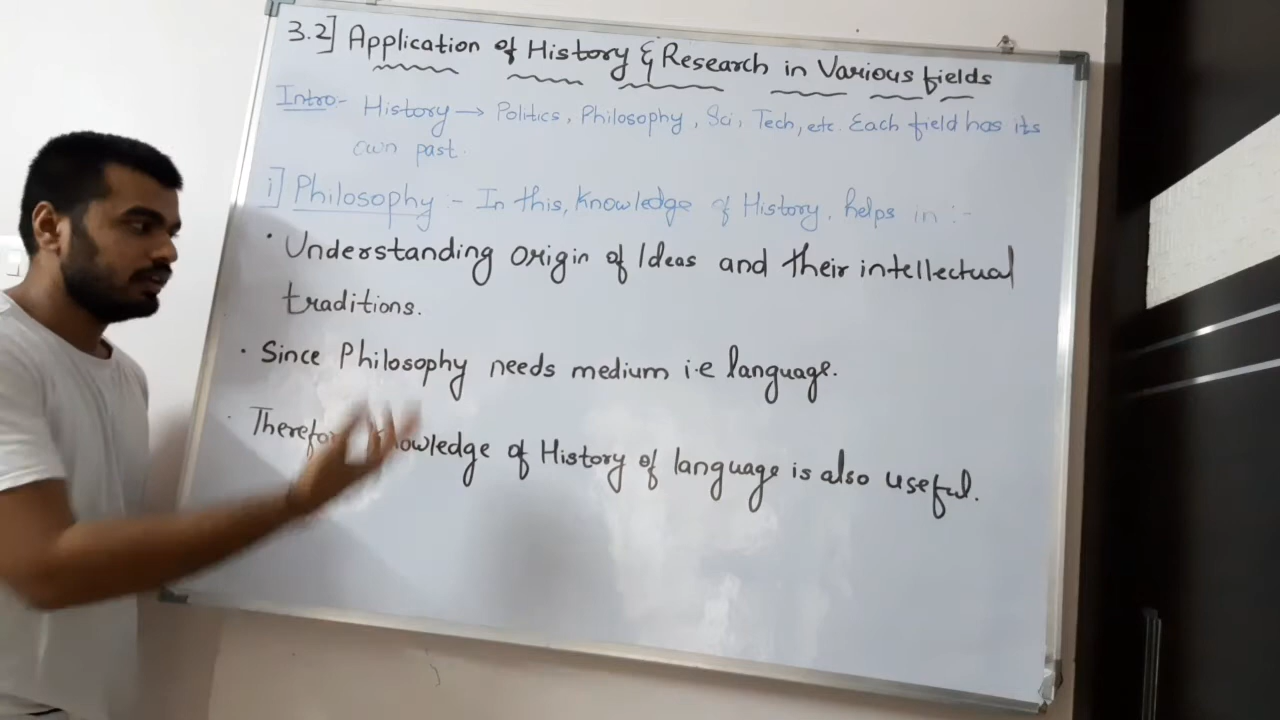 3.2] Application of History & Research in Various fields
Intro:- History → Politics, Philosophy, Sci, Tech, etc. Each field has its
own past.
i] Philosophy :- In this, Knowledge of History, helps in :-
· Understanding origin of Ideas and their intellectual
traditions.
· Since Philosophy needs medium i.e language.
· Therefor knowledge of History of language is also useful.